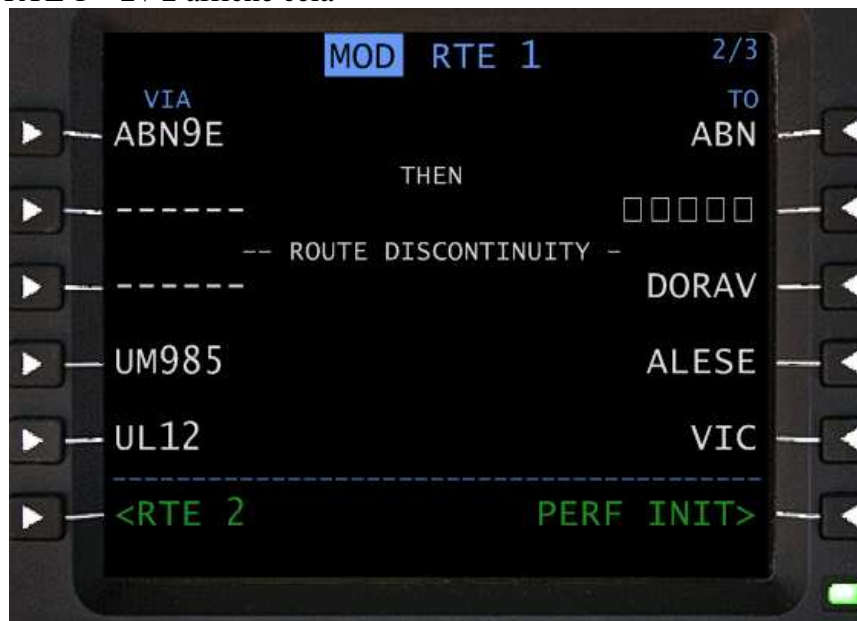 MOD RTE 1 2/3
VIA TO
ABN9E ABN
THEN
------ □□□□□
-- ROUTE DISCONTINUITY -
------ DORAV
UM985 ALESE
UL12 VIC
<RTE 2 PERF INIT>